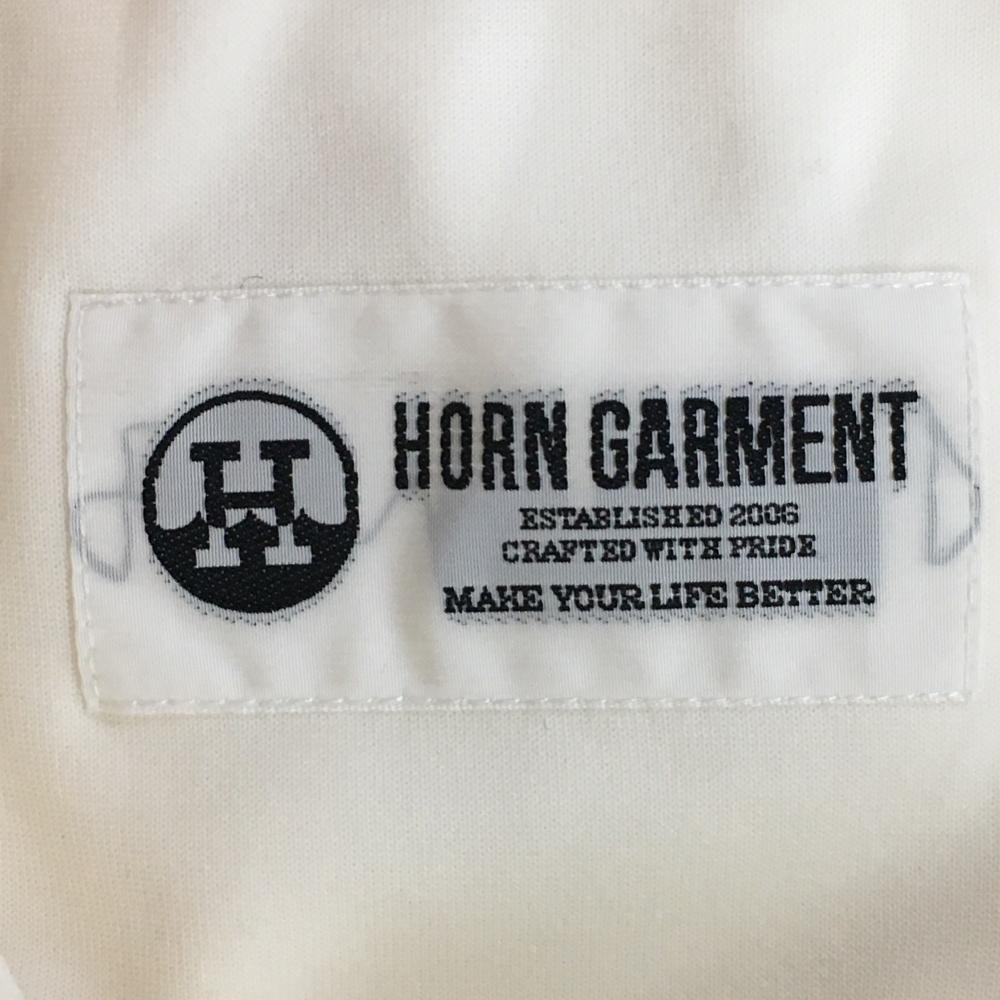 H
HORN GARMENT
ESTABLISHED 2006
CRAFTED WITH PRIDE
MAKE YOUR LIFE BETTER